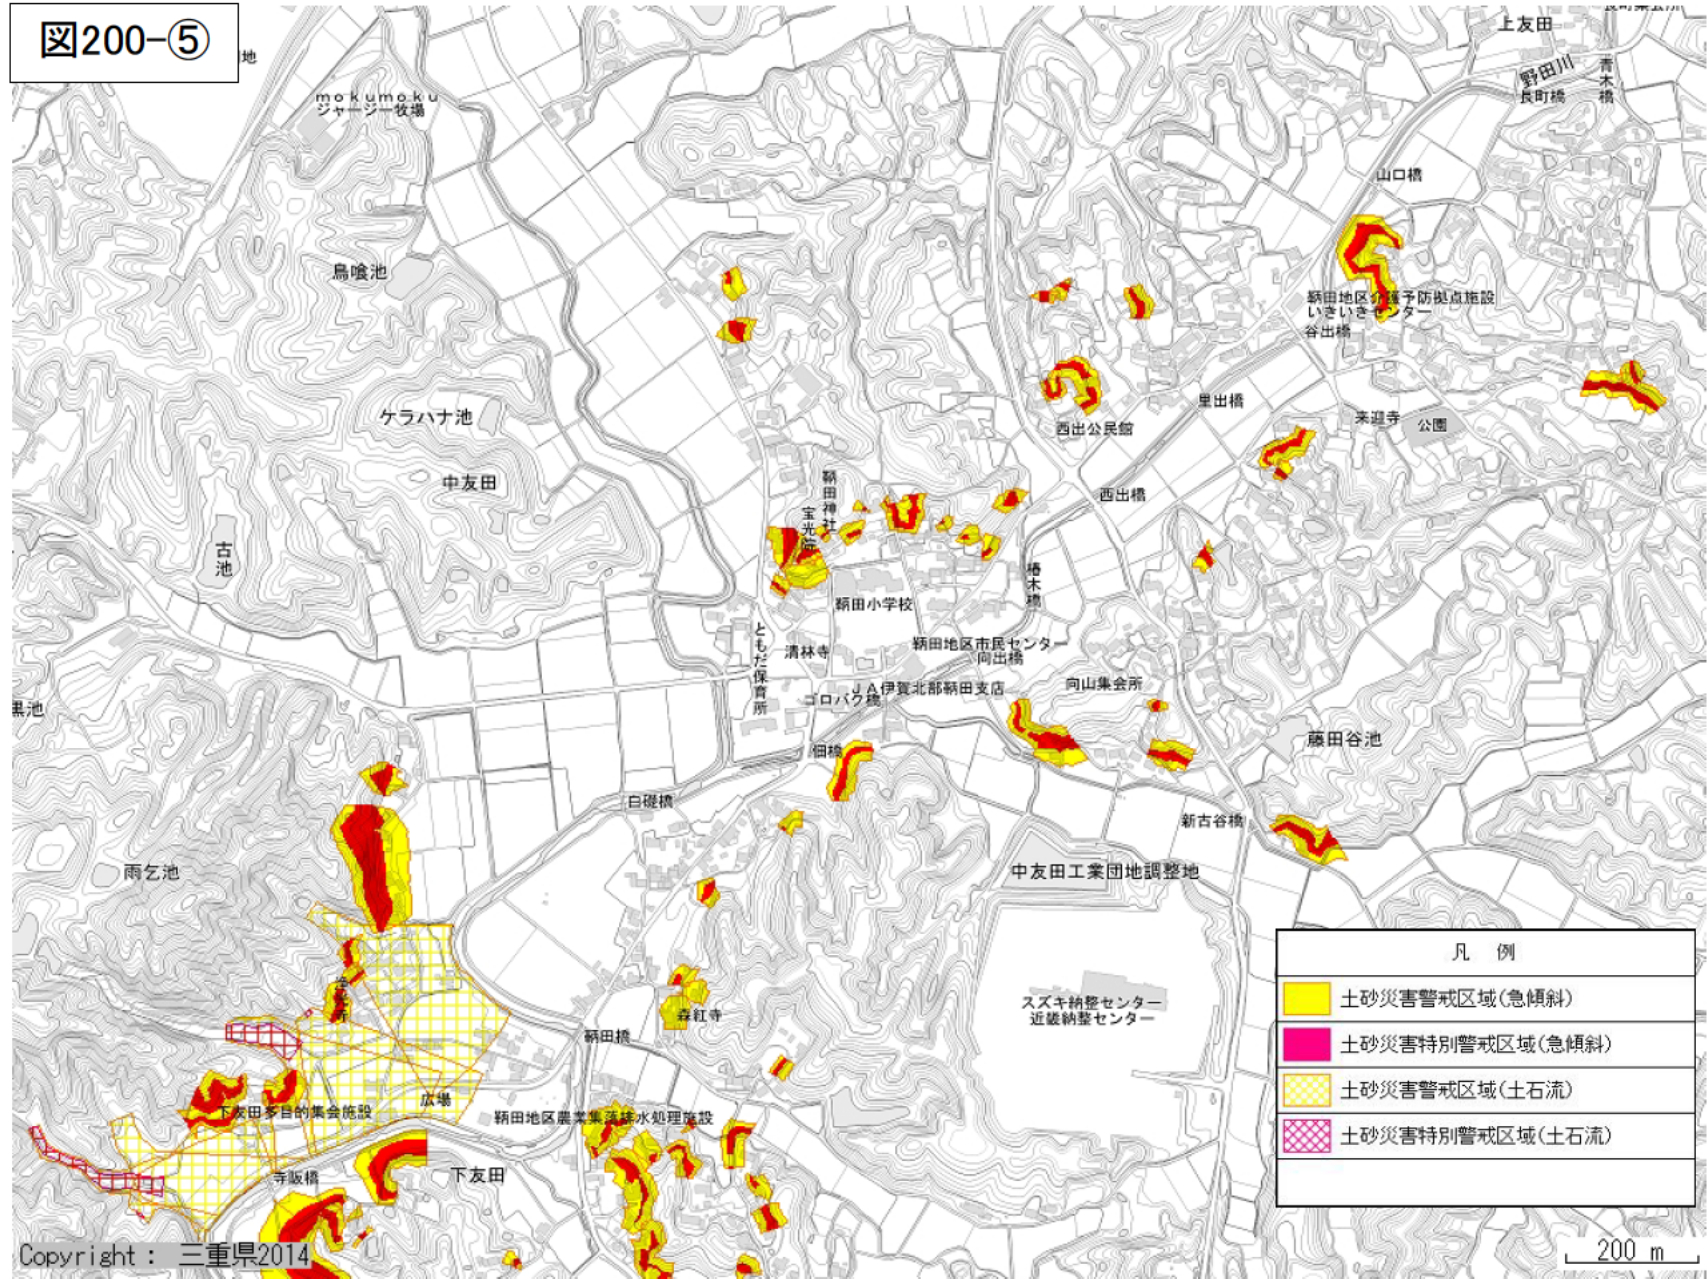 図200-⑤
地
上友田
野田川
長町橋
青木橋
mokumoku
ジャージー牧場
山口橋
鳥喰池
鞆田地区介護予防拠点施設
いきいきセンター
谷出橋
ケラハナ池
里出橋
来迎寺
公園
西出公民館
中友田
鞆田神社
宝光院
西出橋
古池
椿木橋
鞆田小学校
ともだ保育所
清林寺
鞆田地区市民センター
向出橋
JA伊賀北部鞆田支店
ゴロバク橋
向山集会所
黒池
藤田谷池
佃橋
白礎橋
新古谷橋
雨乞池
中友田工業団地調整地
スズキ納整センター
近畿納整センター
森紅寺
鞆田橋
広場
下友田多目的集会施設
鞆田地区農業集落排水処理施設
寺阪橋
下友田
凡 例
土砂災害警戒区域(急傾斜)
土砂災害特別警戒区域(急傾斜)
土砂災害警戒区域(土石流)
土砂災害特別警戒区域(土石流)
Copyright : 三重県2014
200 m